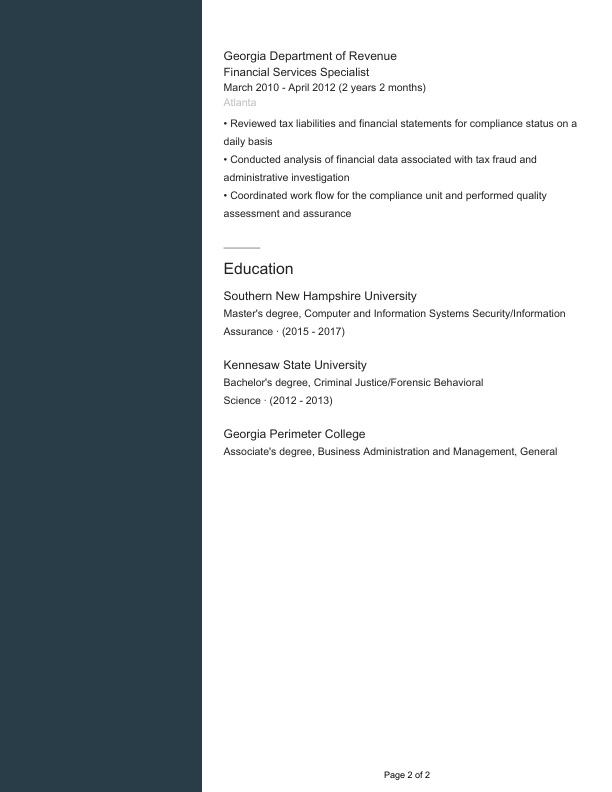 Georgia Department of Revenue
Financial Services Specialist
March 2010 - April 2012 (2 years 2 months)
Atlanta
• Reviewed tax liabilities and financial statements for compliance status on a
daily basis
• Conducted analysis of financial data associated with tax fraud and
administrative investigation
• Coordinated work flow for the compliance unit and performed quality
assessment and assurance
Education
Southern New Hampshire University
Master's degree, Computer and Information Systems Security/Information
Assurance · (2015 - 2017)
Kennesaw State University
Bachelor's degree, Criminal Justice/Forensic Behavioral
Science · (2012 - 2013)
Georgia Perimeter College
Associate's degree, Business Administration and Management, General
Page 2 of 2